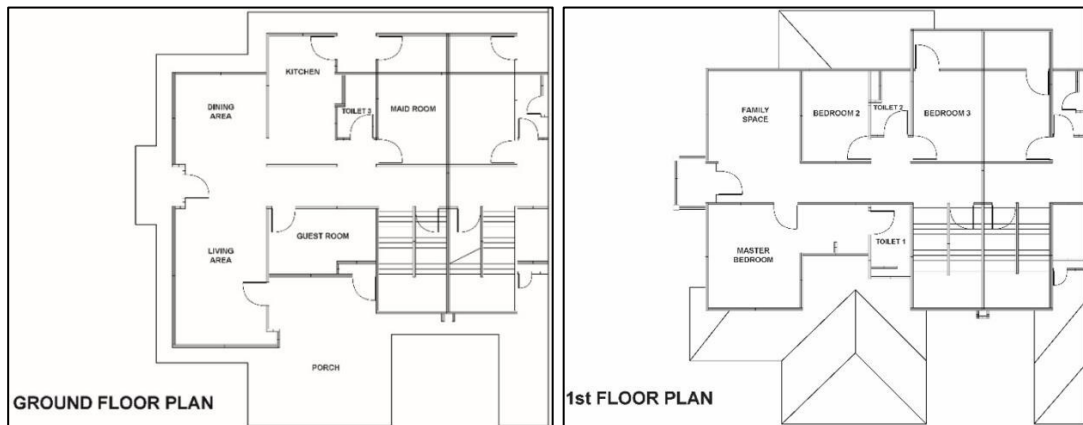 KITCHEN
DINING
AREA
TOILET 3
MAID ROOM
GUEST ROOM
LIVING
AREA
PORCH
GROUND FLOOR PLAN
FAMILY
SPACE
BEDROOM 2
TOILET 2
BEDROOM 3
MASTER
BEDROOM
TOILET 1
1st FLOOR PLAN